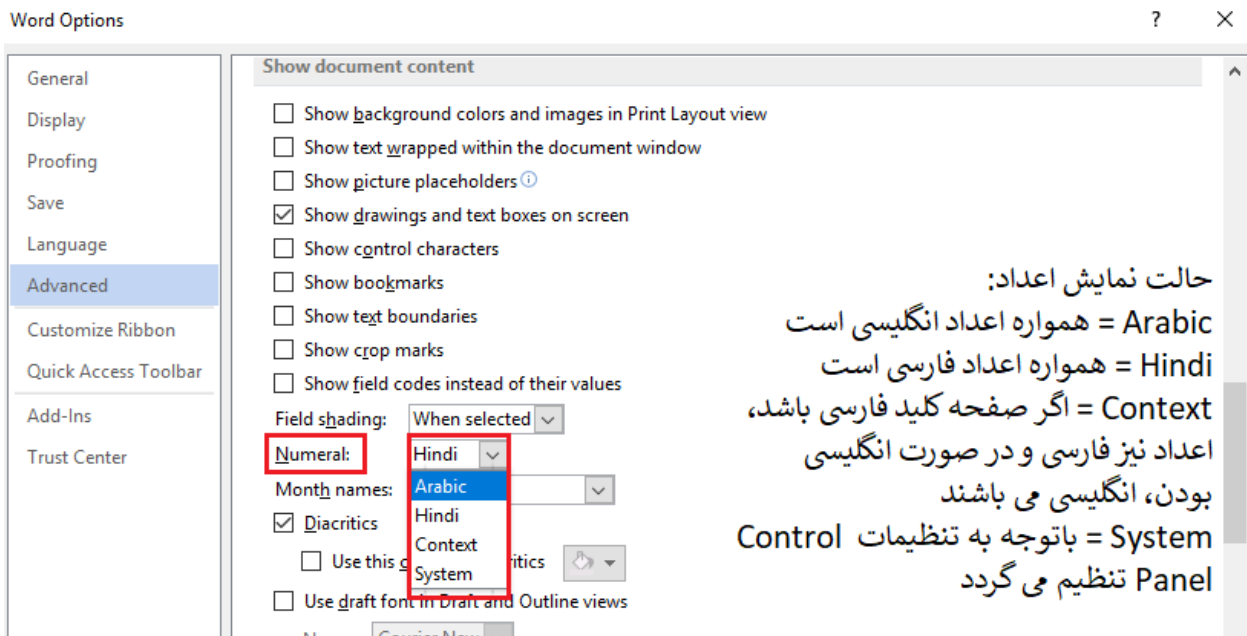 Word Options
?
General
Display
Proofing
Save
Language
Advanced
Customize Ribbon
Quick Access Toolbar
Add-Ins
Trust Center
Show document content
Show background colors and images in Print Layout view
Show text wrapped within the document window
Show picture placeholders
Show drawings and text boxes on screen
Show control characters
Show bookmarks
Show text boundaries
Show crop marks
Show field codes instead of their values
Field shading: When selected
Numeral: Hindi
Arabic
Hindi
Context
System
Month names:
Diacritics
Use this
Use draft font in Draft and Outline views
حالت نمایش اعداد:
Arabic = همواره اعداد انگلیسی است
Hindi = همواره اعداد فارسی است
Context = اگر صفحه کلید فارسی باشد،
اعداد نیز فارسی و در صورت انگلیسی
بودن، انگلیسی می باشند
System = باتوجه به تنظیمات Control
Panel تنظیم می گردد